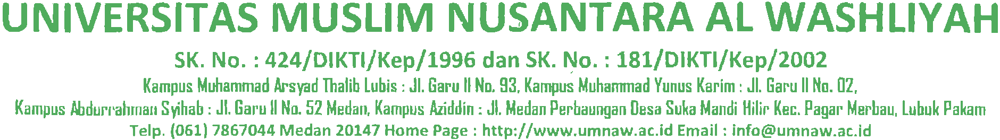 UNIVERSITAS MUSLIM NUSANTARA AL WASHLIYAH
SK. No. : 424/DIKTI/Kep/1996 dan SK. No. : 181/DIKTI/Kep/2002
Kampus Muhammad Arsyad Thalib Lubis : Jl. Garu II No. 93, Kampus Muhammad Yunus Karim : Jl. Garu II No. 02,
Kampus Abdurrahman Syihab : Jl. Garu II No. 52 Medan, Kampus Aziddin : Jl. Medan Perbaungan Desa Suka Mandi Hilir Kec. Pagar Merbau, Lubuk Pakam
Telp. (061) 7867044 Medan 20147 Home Page : http://www.umnaw.ac.id Email : info@umnaw.ac.id